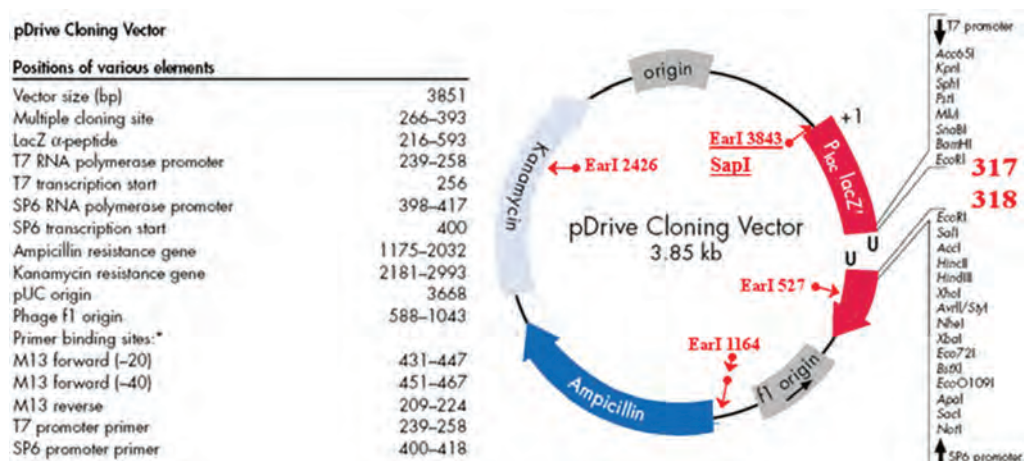 pDrive Cloning Vector
Positions of various elements
Vector size (bp) 3851
Multiple cloning site 266–393
LacZ α-peptide 216–593
T7 RNA polymerase promoter 239–258
T7 transcription start 256
SP6 RNA polymerase promoter 398–417
SP6 transcription start 400
Ampicillin resistance gene 1175–2032
Kanamycin resistance gene 2181–2993
pUC origin 3668
Phage f1 origin 588–1043
Primer binding sites:*
M13 forward (–20) 431–447
M13 forward (–40) 451–467
M13 reverse 209–224
T7 promoter primer 239–258
SP6 promoter primer 400–418
origin
+1
EarI 3843
SapI
Plac lacZ'
Kanamycin
EarI 2426
pDrive Cloning Vector
3.85 kb
U
U
EarI 527
EarI 1164
f1 origin
Ampicillin
T7 promoter
Acc65I
KpnI
SphI
PstI
MluI
SnaBI
BamHI
EcoRI
317
318
EcoRI
SalI
AccI
HincII
HindIII
XhoI
AvrII/StyI
NheI
XbaI
Eco72I
BstXI
EcoO109I
ApaI
SacI
NotI
SP6 promoter